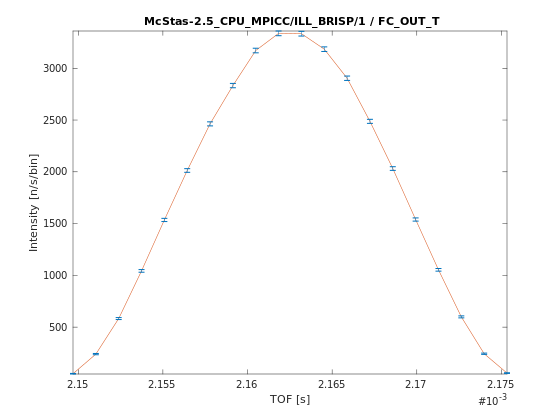 McStas-2.5_CPU_MPICC/ILL_BRISP/1 / FC_OUT_T
Intensity [n/s/bin]
3000
2500
2000
1500
1000
500
2.15 2.155 2.16 2.165 2.17 2.175
TOF [s]
#10-3